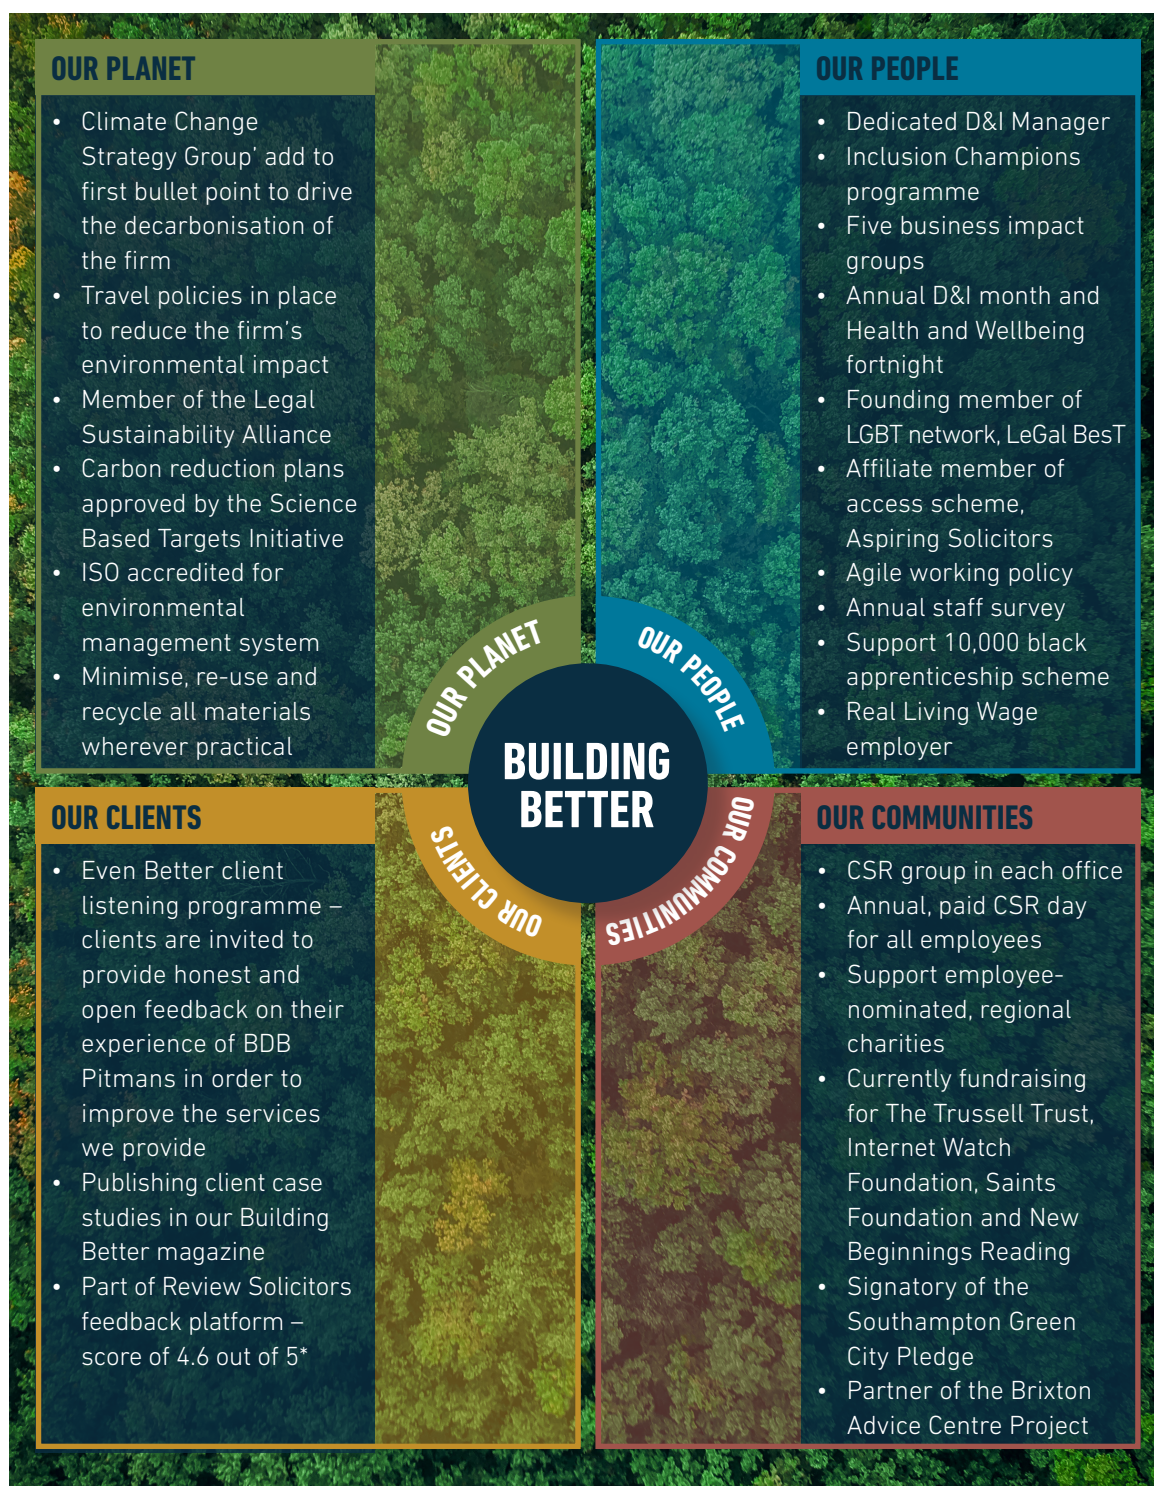 OUR PLANET
• Climate Change
Strategy Group’ add to
first bullet point to drive
the decarbonisation of
the firm
• Travel policies in place
to reduce the firm’s
environmental impact
• Member of the Legal
Sustainability Alliance
• Carbon reduction plans
approved by the Science
Based Targets Initiative
• ISO accredited for
environmental
management system
• Minimise, re-use and
recycle all materials
wherever practical
OUR PEOPLE
• Dedicated D&I Manager
• Inclusion Champions
programme
• Five business impact
groups
• Annual D&I month and
Health and Wellbeing
fortnight
• Founding member of
LGBT network, LeGal BesT
• Affiliate member of
access scheme,
Aspiring Solicitors
• Agile working policy
• Annual staff survey
• Support 10,000 black
apprenticeship scheme
• Real Living Wage
employer
OUR PLANET
OUR PEOPLE
BUILDING
BETTER
OUR CLIENTS
OUR COMMUNITIES
OUR CLIENTS
• Even Better client
listening programme –
clients are invited to
provide honest and
open feedback on their
experience of BDB
Pitmans in order to
improve the services
we provide
• Publishing client case
studies in our Building
Better magazine
• Part of Review Solicitors
feedback platform –
score of 4.6 out of 5*
OUR COMMUNITIES
• CSR group in each office
• Annual, paid CSR day
for all employees
• Support employee-
nominated, regional
charities
• Currently fundraising
for The Trussell Trust,
Internet Watch
Foundation, Saints
Foundation and New
Beginnings Reading
• Signatory of the
Southampton Green
City Pledge
• Partner of the Brixton
Advice Centre Project